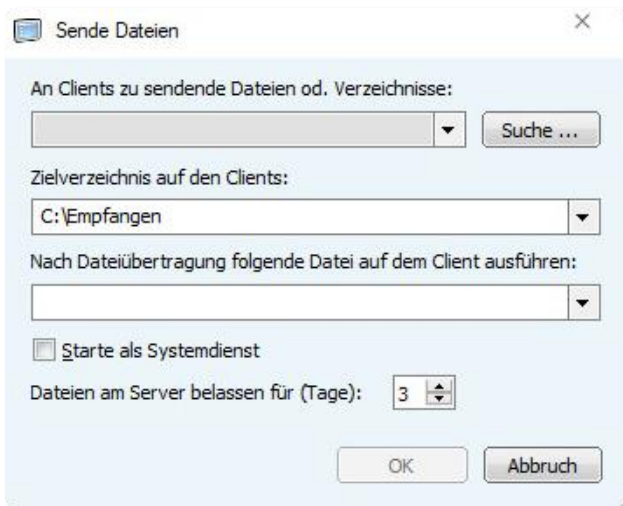 Sende Dateien
An Clients zu sendende Dateien od. Verzeichnisse:
Suche ...
Zielverzeichnis auf den Clients:
C:\Empfangen
Nach Dateiübertragung folgende Datei auf dem Client ausführen:
Starte als Systemdienst
Dateien am Server belassen für (Tage): 3
OK Abbruch